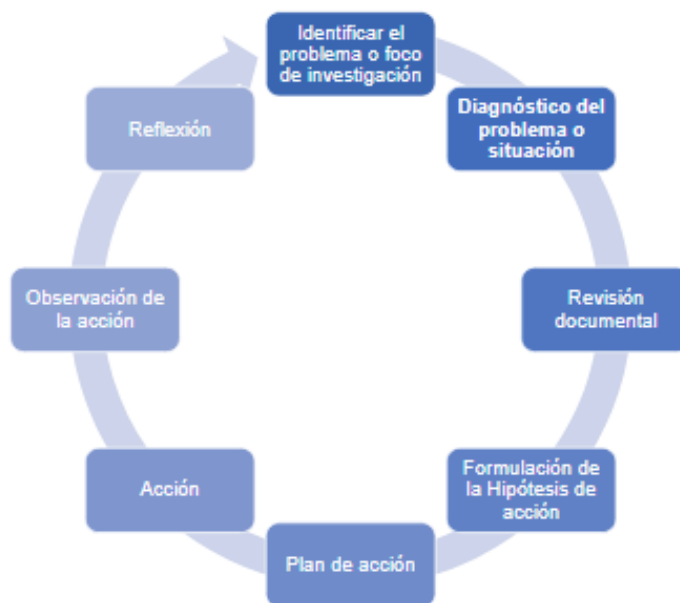 Identificar el
problema o foco
de investigación
Diagnóstico del
problema o
situación
Revisión
documental
Formulación de
la Hipótesis de
acción
Plan de acción
Acción
Observación de
la acción
Reflexión